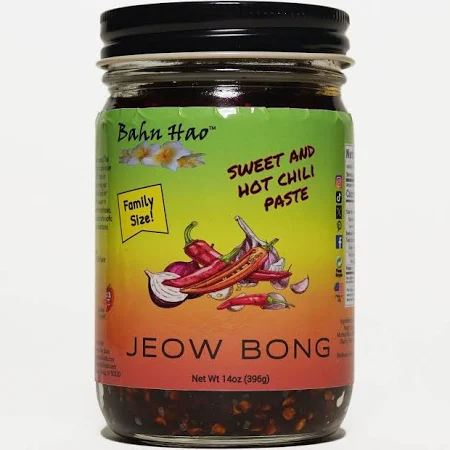 Bahn Hao™
SWEET AND
HOT CHILI
PASTE
Family
Size!
JEOW BONG
Net Wt 14oz (396g)